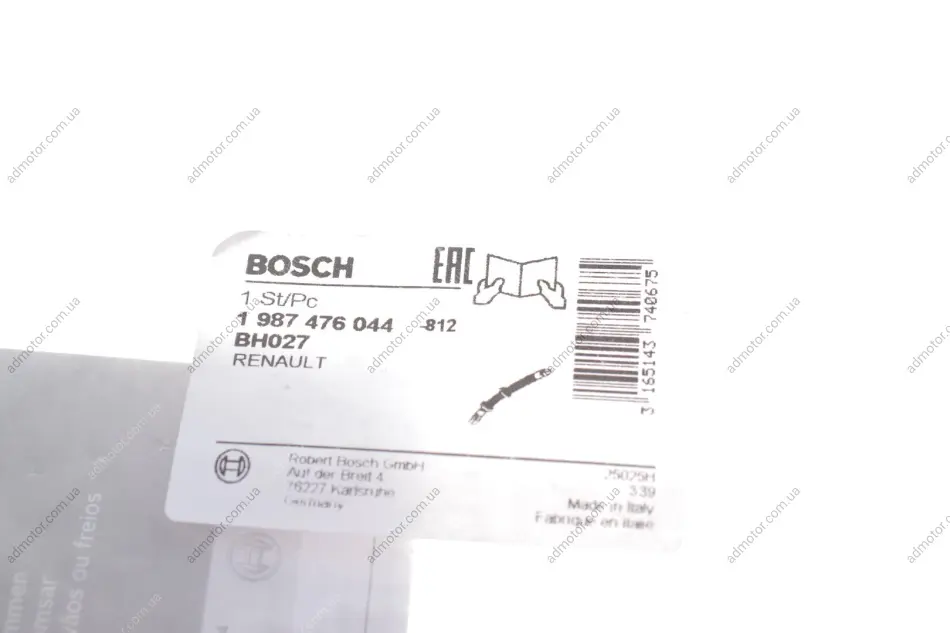 BOSCH
EAC
1 St/Pc
1 987 476 044 -812
BH027
RENAULT
3 165143 740675
Robert Bosch GmbH
Auf der Breit 4
76227 Karlsruhe
Germany
339
Made in Italy
Fabriqué en Italie
ou freios
admotor.com.ua